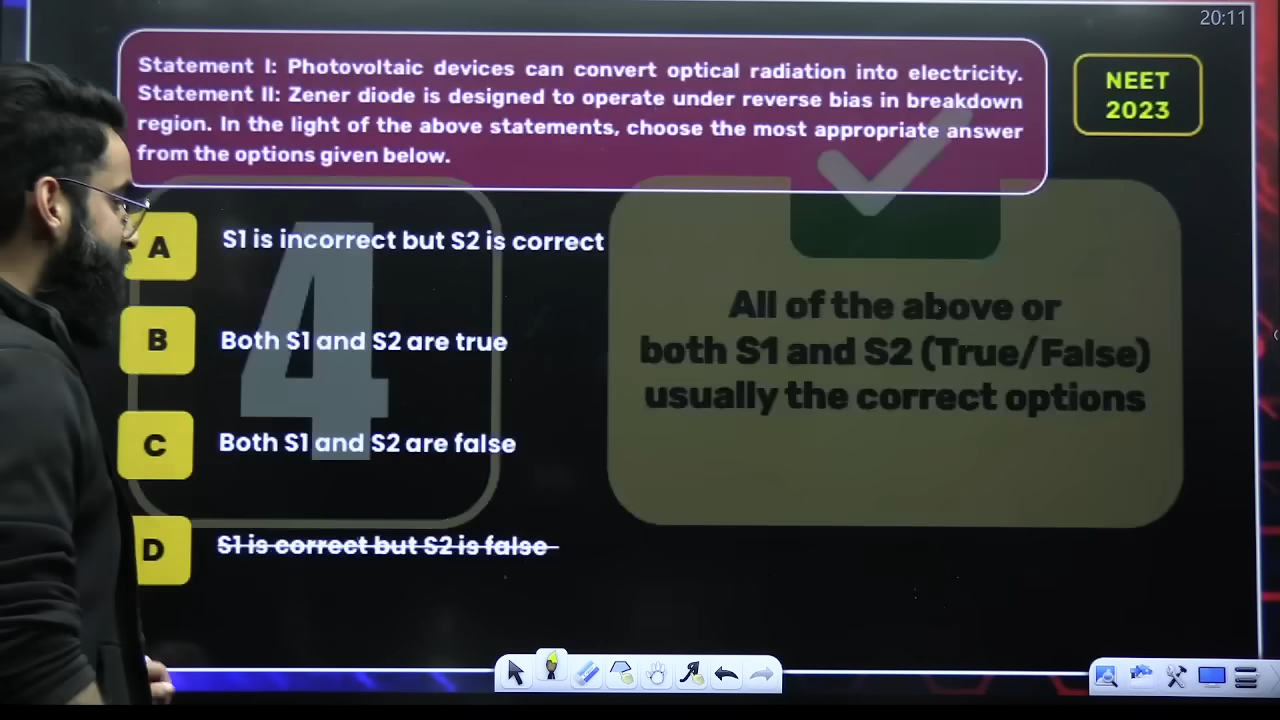 20:11
Statement I: Photovoltaic devices can convert optical radiation into electricity.
Statement II: Zener diode is designed to operate under reverse bias in breakdown
region. In the light of the above statements, choose the most appropriate answer
from the options given below.
NEET
2023
A
S1 is incorrect but S2 is correct
4
All of the above or
both S1 and S2 (True/False)
usually the correct options
B
Both S1 and S2 are true
C
Both S1 and S2 are false
D
S1 is correct but S2 is false